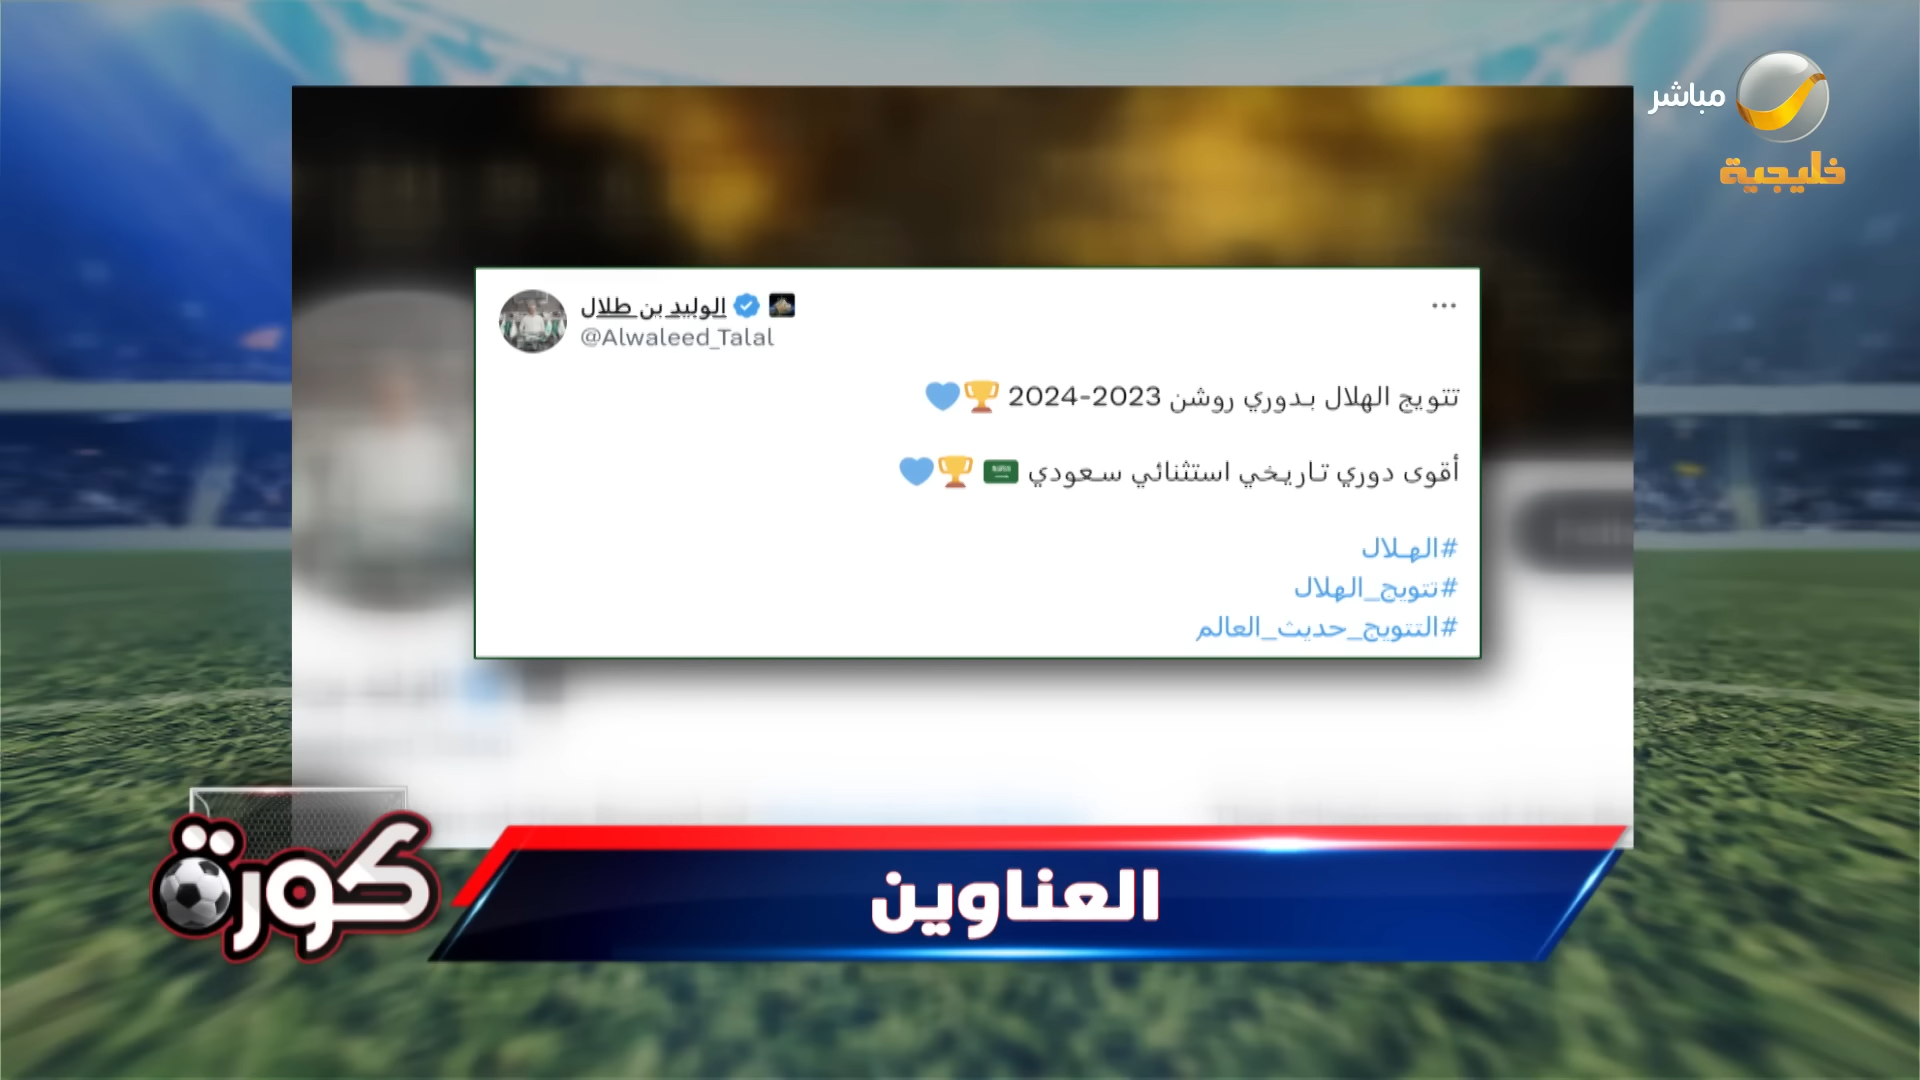 مباشر
خليجية
الوليد بن طلال
@Alwaleed_Talal
تتويج الهلال بدوري روشن 2023-2024 🏆💙
أقوى دوري تاريخي استثنائي سعودي 🇸🇦🏆💙
#الهلال
#تتويج_الهلال
#التتويج_حديث_العالم
كورة
العناوين